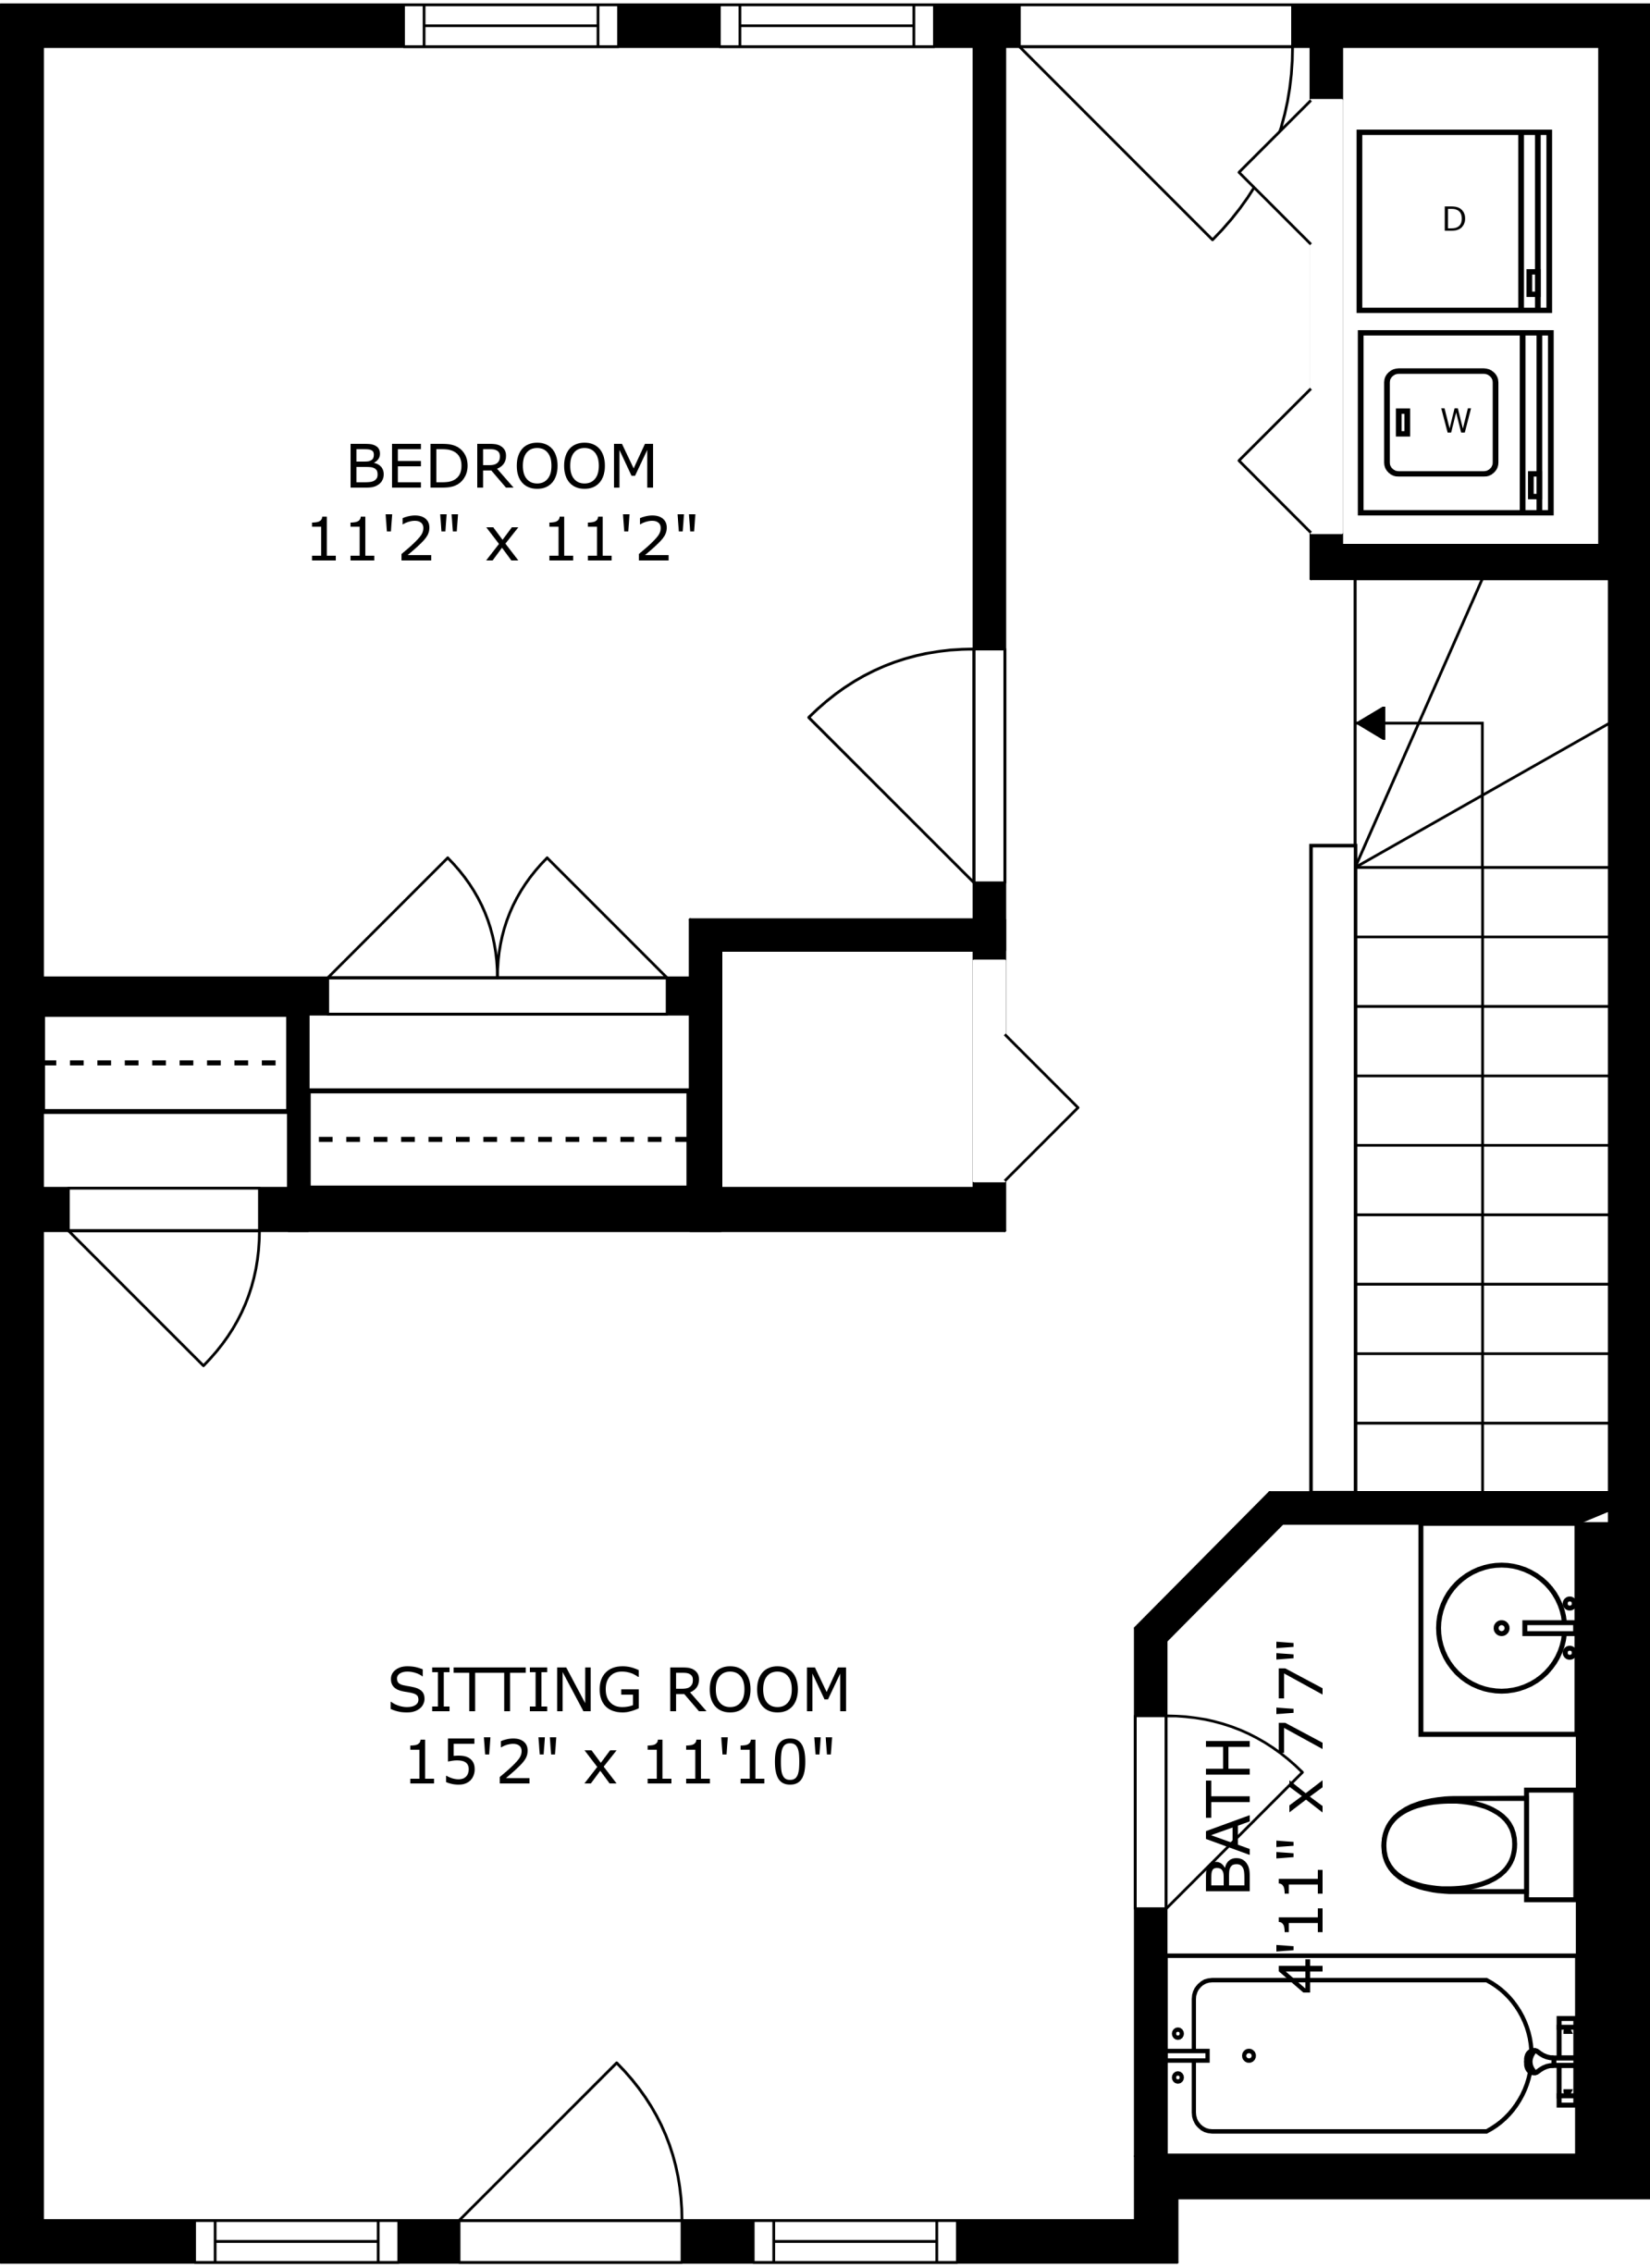 D
W
BEDROOM
11'2" x 11'2"
SITTING ROOM
15'2" x 11'10"
BATH
4'11" x 7'7"